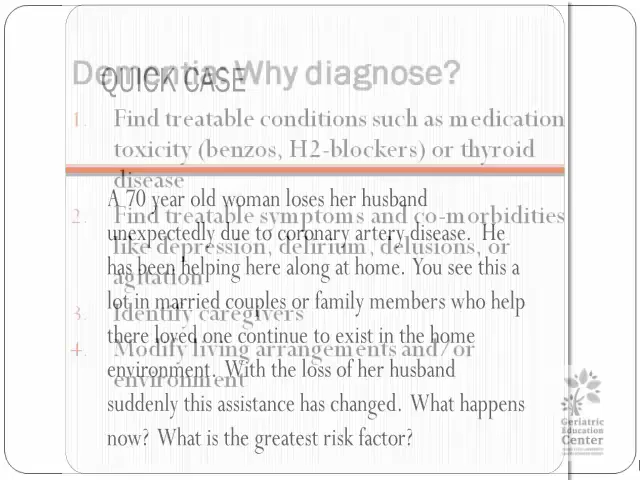 Dementia: Why diagnose?
1. Find treatable conditions such as medication
toxicity (benzos, H2-blockers) or thyroid
disease
2. Find treatable symptoms and co-morbidities
like depression, delirium, delusions, or
agitation
3. Identify caregivers
4. Modify living arrangements and/or
environment
QUICK CASE
A 70 year old woman loses her husband
unexpectedly due to coronary artery disease. He
has been helping here along at home. You see this a
lot in married couples or family members who help
there loved one continue to exist in the home
environment. With the loss of her husband
suddenly this assistance has changed. What happens
now? What is the greatest risk factor?
Geriatric
Education
Center